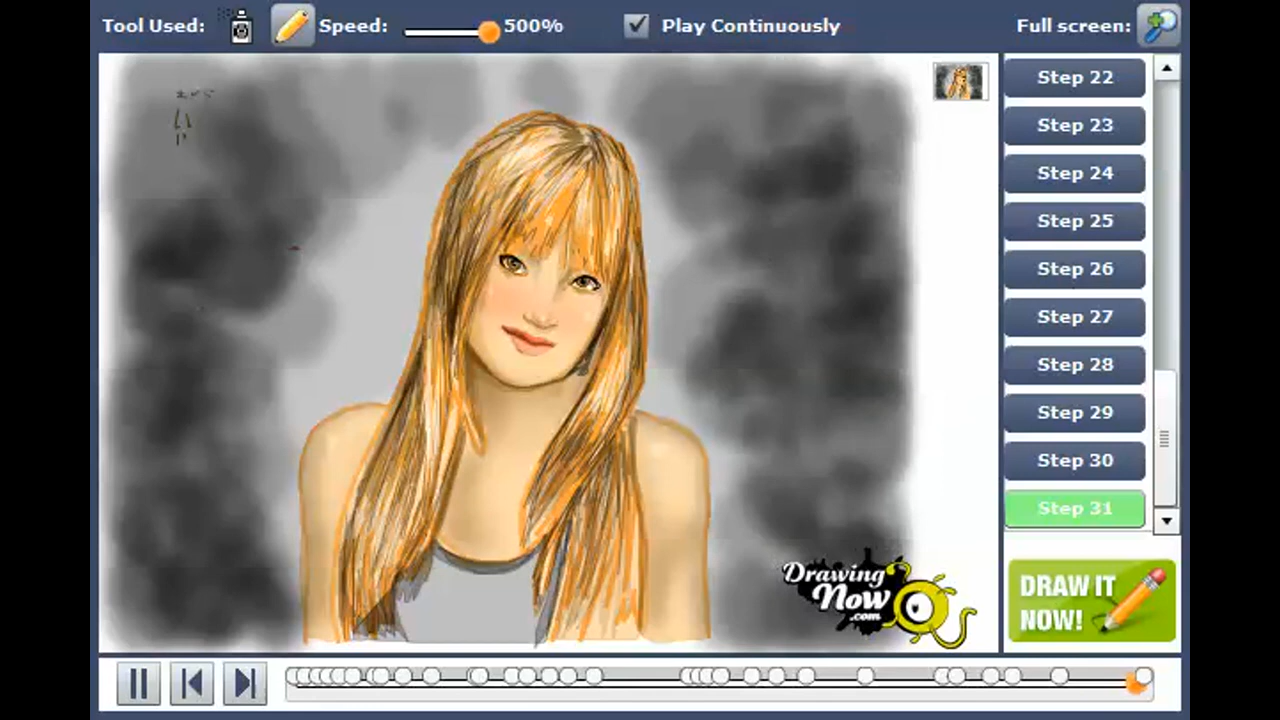 Tool Used:
Speed:
500%
Play Continuously
Full screen:
Step 22
Step 23
Step 24
Step 25
Step 26
Step 27
Step 28
Step 29
Step 30
Step 31
Drawing
Now
.com
DRAW IT
NOW!